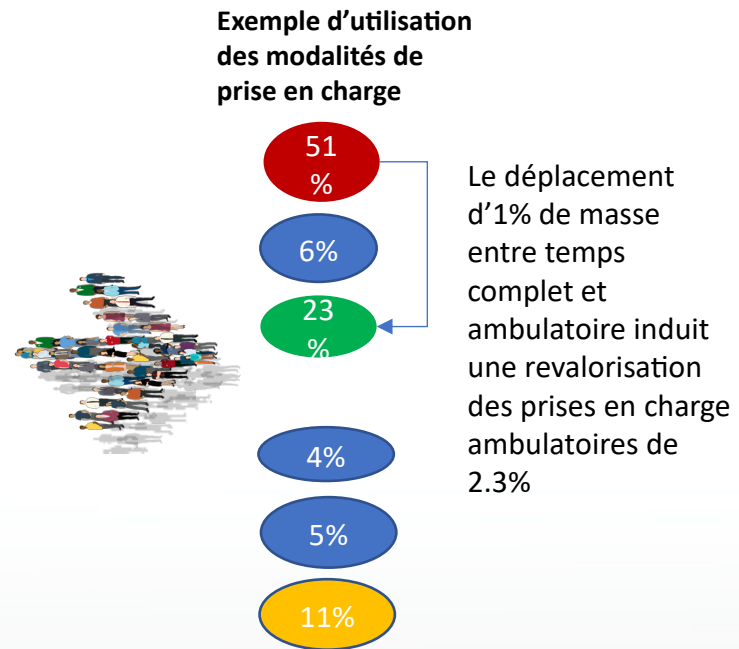 Exemple d’utilisation
des modalités de
prise en charge
51
%
6%
23
%
4%
5%
11%
Le déplacement
d’1% de masse
entre temps
complet et
ambulatoire induit
une revalorisation
des prises en charge
ambulatoires de
2.3%